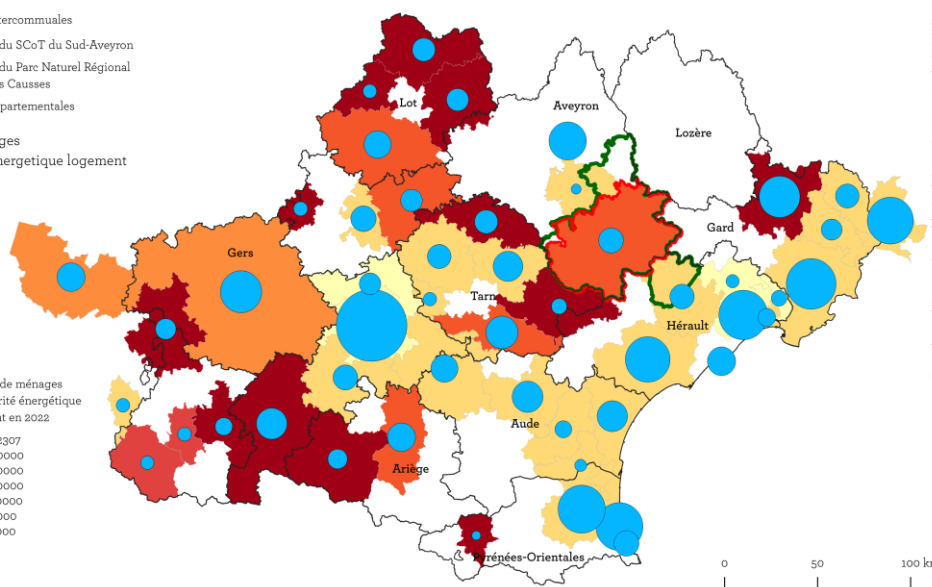 tercommuales
du SCoT du Sud-Aveyron
du Parc Naturel Régional
s Causses
partementales
ges
nergetique logement
Lot
Aveyron
Lozère
Gers
Gard
Tarn
Hérault
de ménages
rité énergétique
nt en 2022
2307
0000
0000
0000
0000
000
000
Aude
Ariège
Pyrénées-Orientales
0 50 100 k